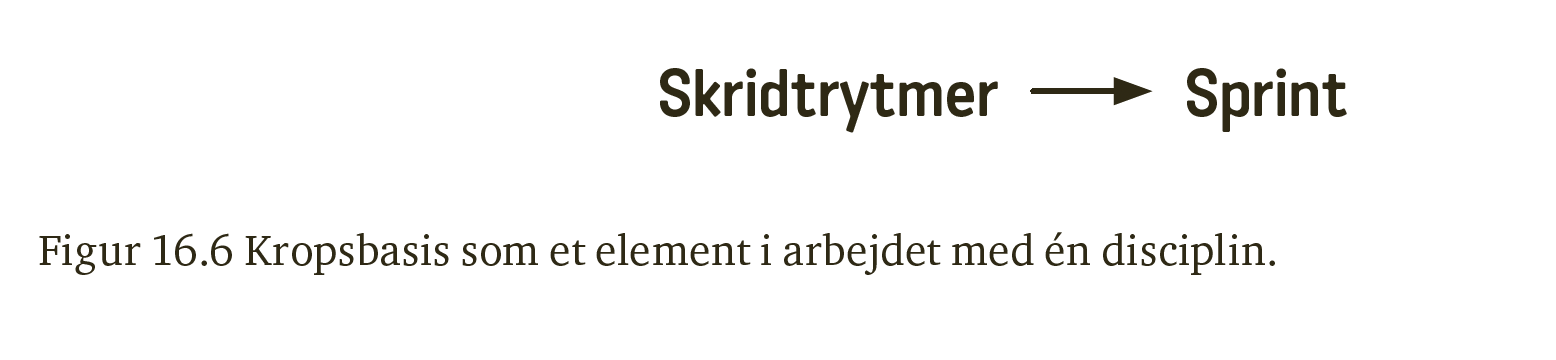 Skridtrytmer → Sprint
Figur 16.6 Kropsbasis som et element i arbejdet med én disciplin.